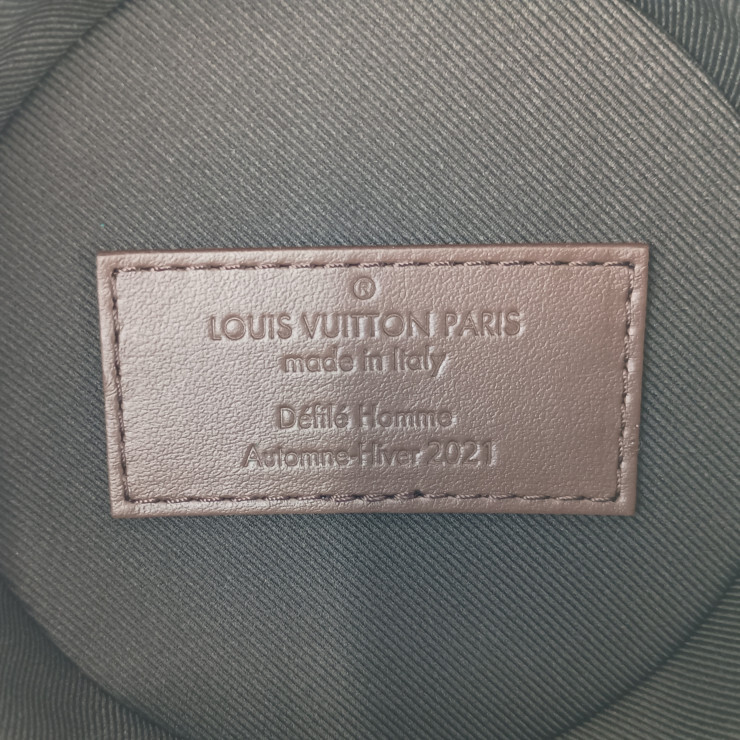 ®
LOUIS VUITTON PARIS
made in Italy
Défilé Homme
Automne-Hiver 2021